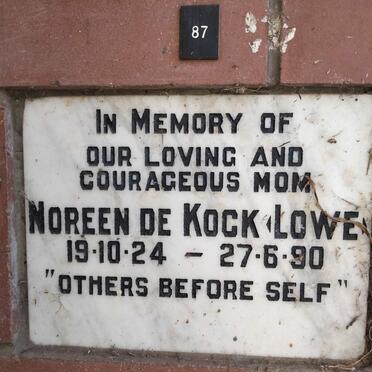 87
IN MEMORY OF
OUR LOVING AND
COURAGEOUS MOM
NOREEN DE KOCK (LOWE)
19·10·24 – 27·6·90
"OTHERS BEFORE SELF"